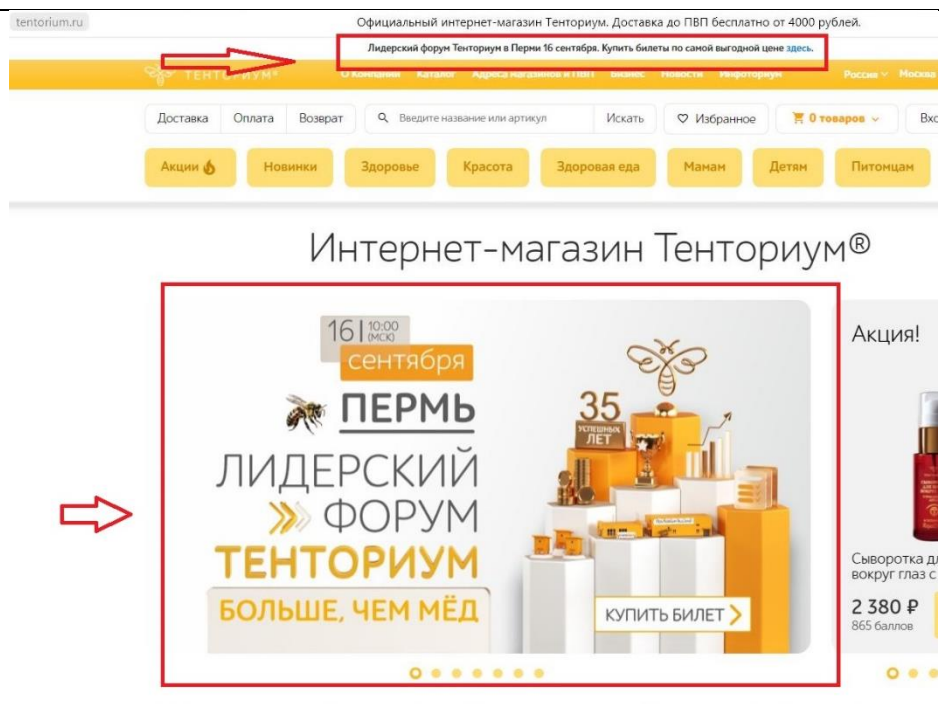 tentorium.ru
Официальный интернет-магазин Тенториум. Доставка до ПВП бесплатно от 4000 рублей.
Лидерский форум Тенториум в Перми 16 сентября. Купить билеты по самой выгодной цене здесь.
ТЕНТОРИУМ® О компании Каталог Адреса магазинов и ПВП Бизнес Новости Инфоториум Россия Москва
Доставка Оплата Возврат Введите название или артикул Искать Избранное 0 товаров
Акции Новинки Здоровье Красота Здоровая еда Мамам Детям Питомцам
Интернет-магазин Тенториум®
16 10:00
(МСК)
сентября
ПЕРМЬ
ЛИДЕРСКИЙ
ФОРУМ
ТЕНТОРИУМ
БОЛЬШЕ, ЧЕМ МЁД
35
УСПЕШНЫХ
ЛЕТ
КУПИТЬ БИЛЕТ
Акция!
Сыворотка
вокруг глаз с
2 380 ₽
865 баллов